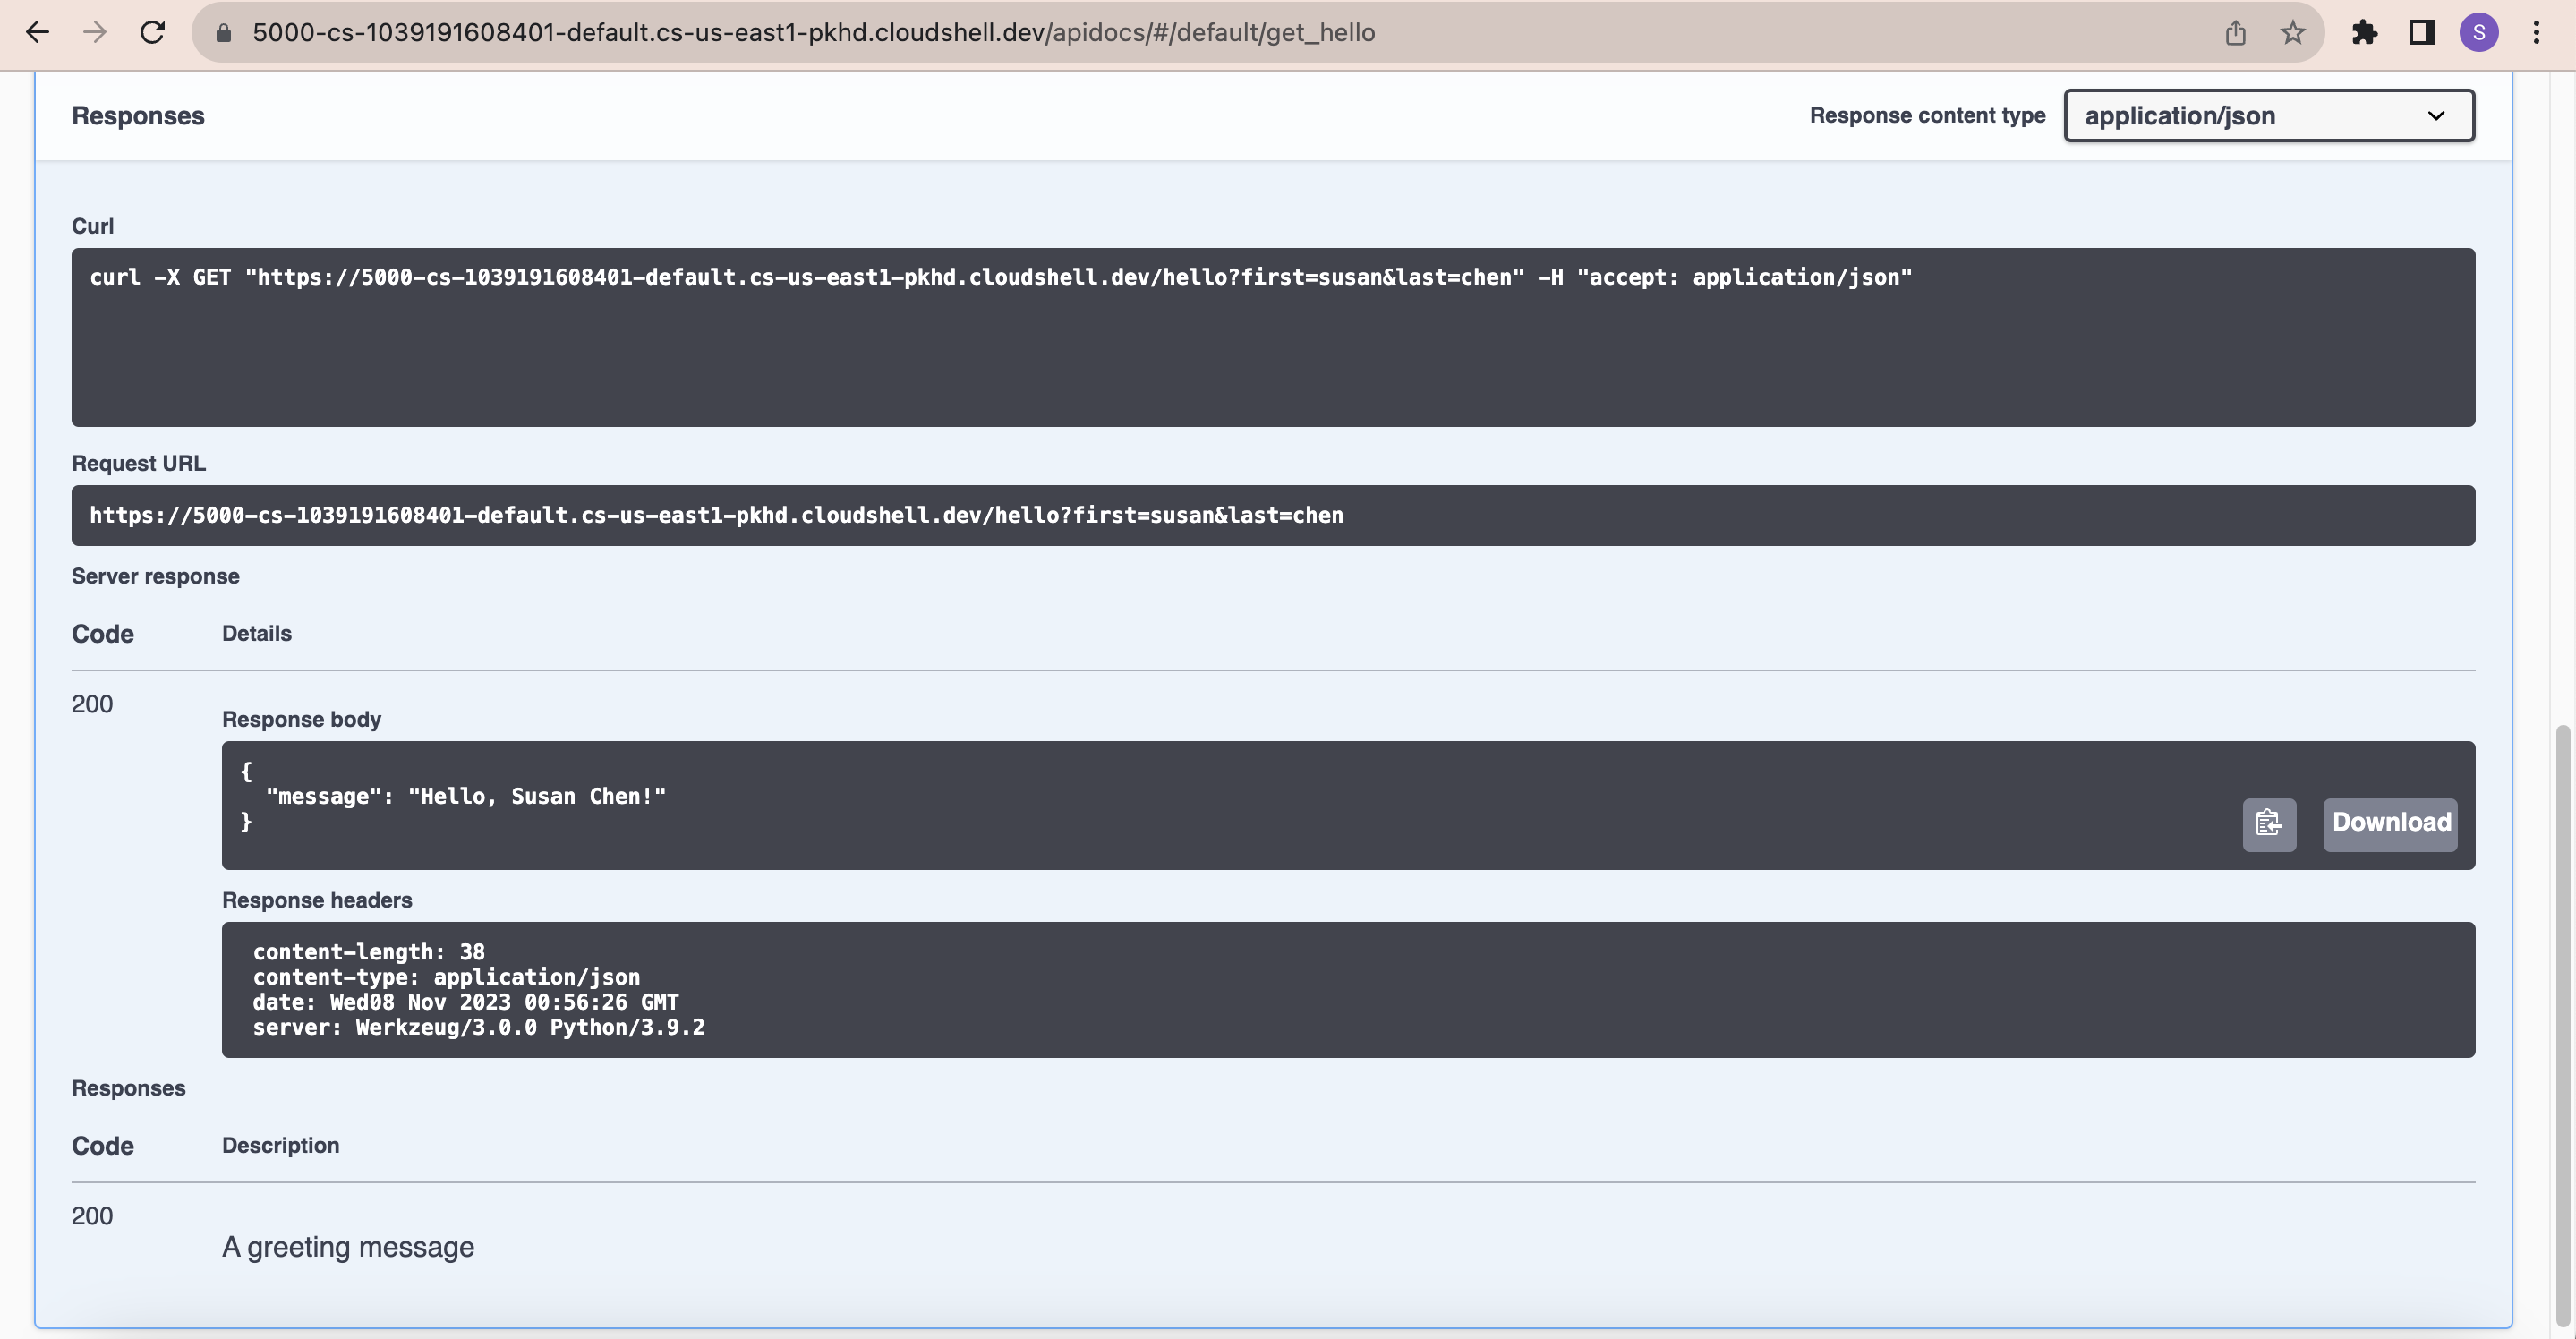 5000-cs-1039191608401-default.cs-us-east1-pkhd.cloudshell.dev/apidocs/#/default/get_hello
S
Responses
Response content type
application/json
Curl
curl -X GET "https://5000-cs-1039191608401-default.cs-us-east1-pkhd.cloudshell.dev/hello?first=susan&last=chen" -H "accept: application/json"
Request URL
https://5000-cs-1039191608401-default.cs-us-east1-pkhd.cloudshell.dev/hello?first=susan&last=chen
Server response
Code Details
200
Response body
{
"message": "Hello, Susan Chen!"
}
Download
Response headers
content-length: 38
content-type: application/json
date: Wed08 Nov 2023 00:56:26 GMT
server: Werkzeug/3.0.0 Python/3.9.2
Responses
Code Description
200
A greeting message